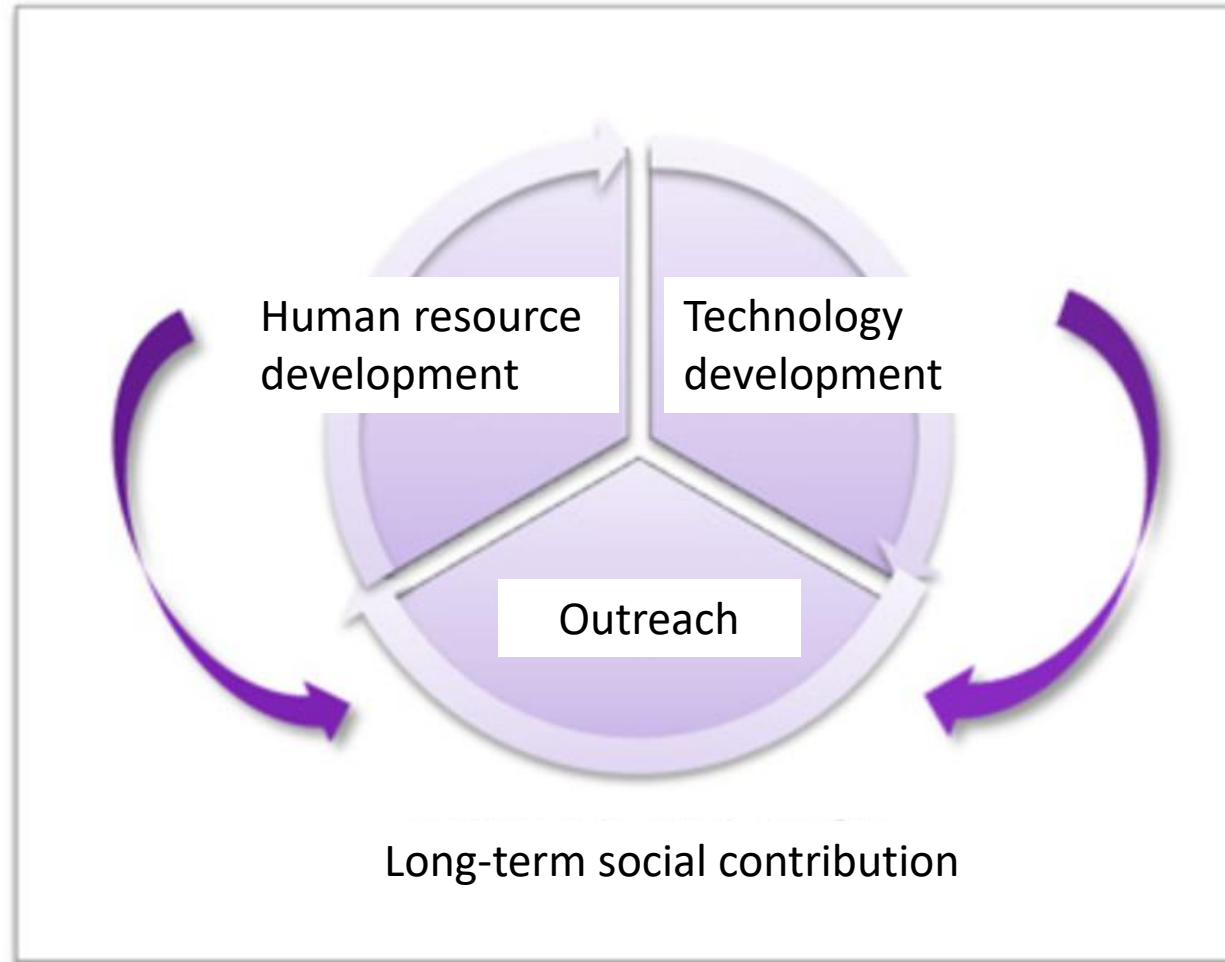 Human resource
development
Technology
development
Outreach
Long-term social contribution